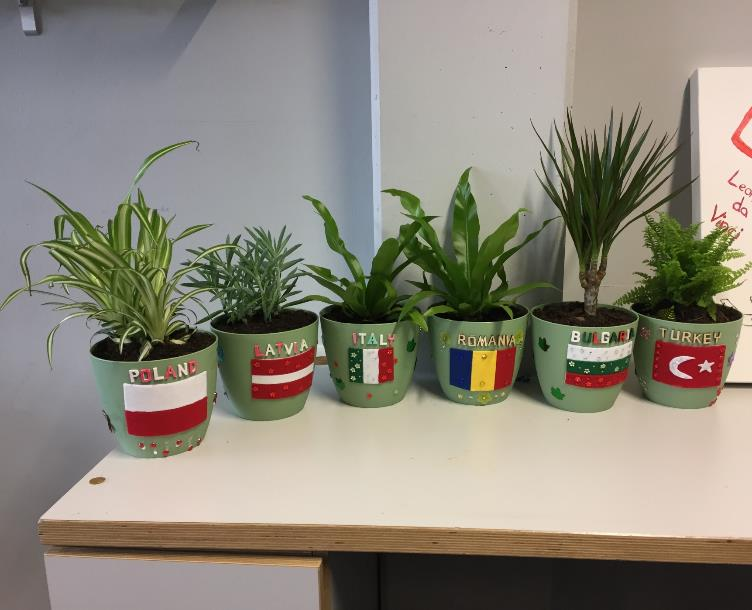 POLAND
LATVIA
ITALY
ROMANIA
BULGARIA
TURKEY
Leo
da
Vinci